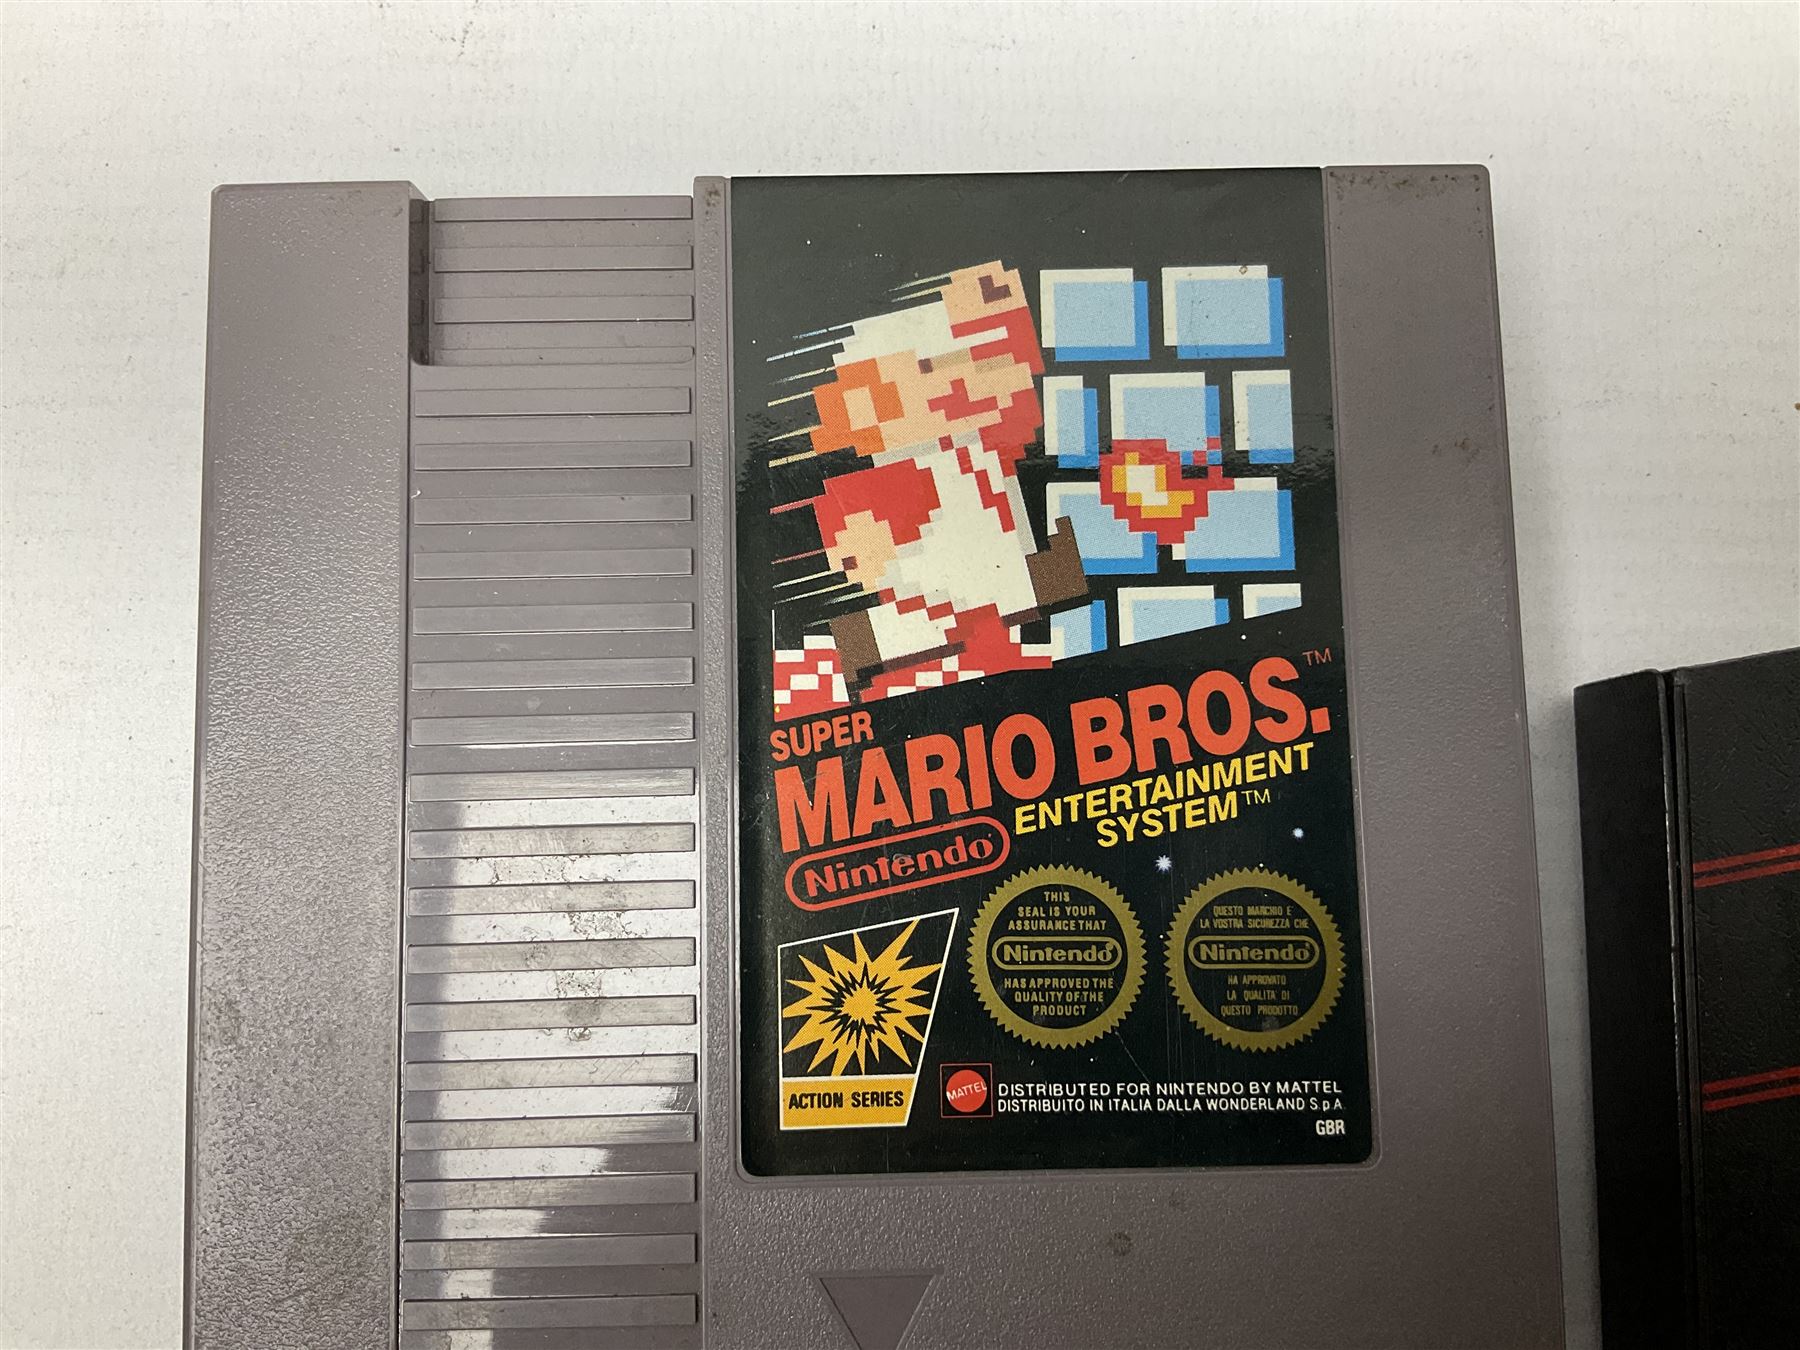 SUPER
MARIO BROS.™
ENTERTAINMENT
SYSTEM™
Nintendo®
THIS
SEAL IS YOUR
ASSURANCE THAT
Nintendo®
HAS APPROVED THE
QUALITY OF THE
PRODUCT
QUESTO MARCHIO E'
LA VOSTRA SICUREZZA CHE
Nintendo®
HA APPROVATO
LA QUALITA' DI
QUESTO PRODOTTO
ACTION SERIES
MATTEL
DISTRIBUTED FOR NINTENDO BY MATTEL
DISTRIBUITO IN ITALIA DALLA WONDERLAND S.p.A.
GBR